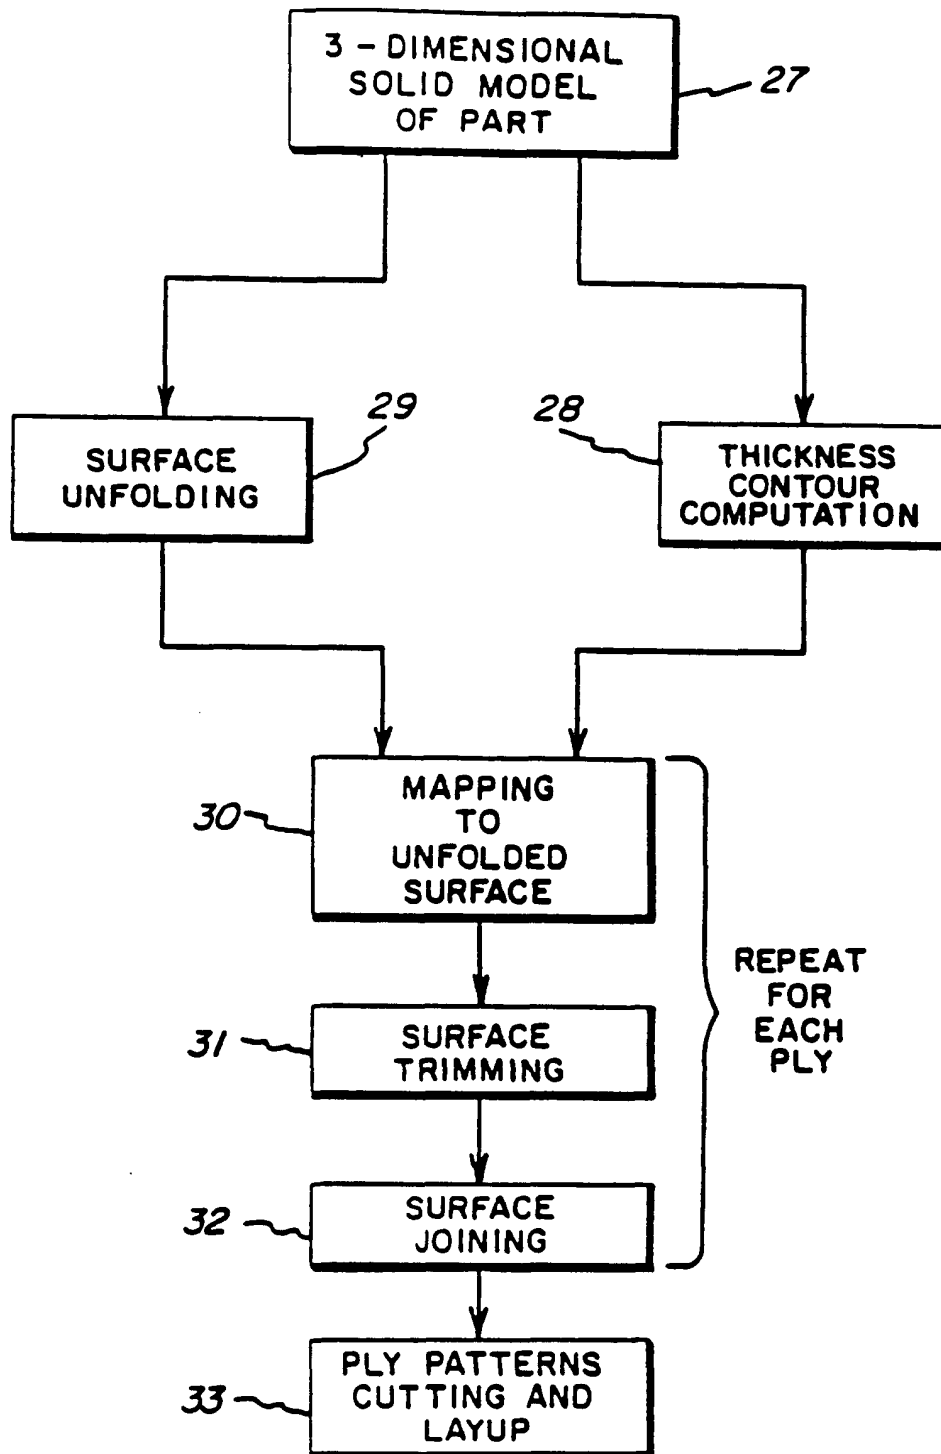 3 - DIMENSIONAL
SOLID MODEL
OF PART
27
29
SURFACE
UNFOLDING
28
THICKNESS
CONTOUR
COMPUTATION
30
MAPPING
TO
UNFOLDED
SURFACE
REPEAT
FOR
EACH
PLY
31
SURFACE
TRIMMING
32
SURFACE
JOINING
33
PLY PATTERNS
CUTTING AND
LAYUP